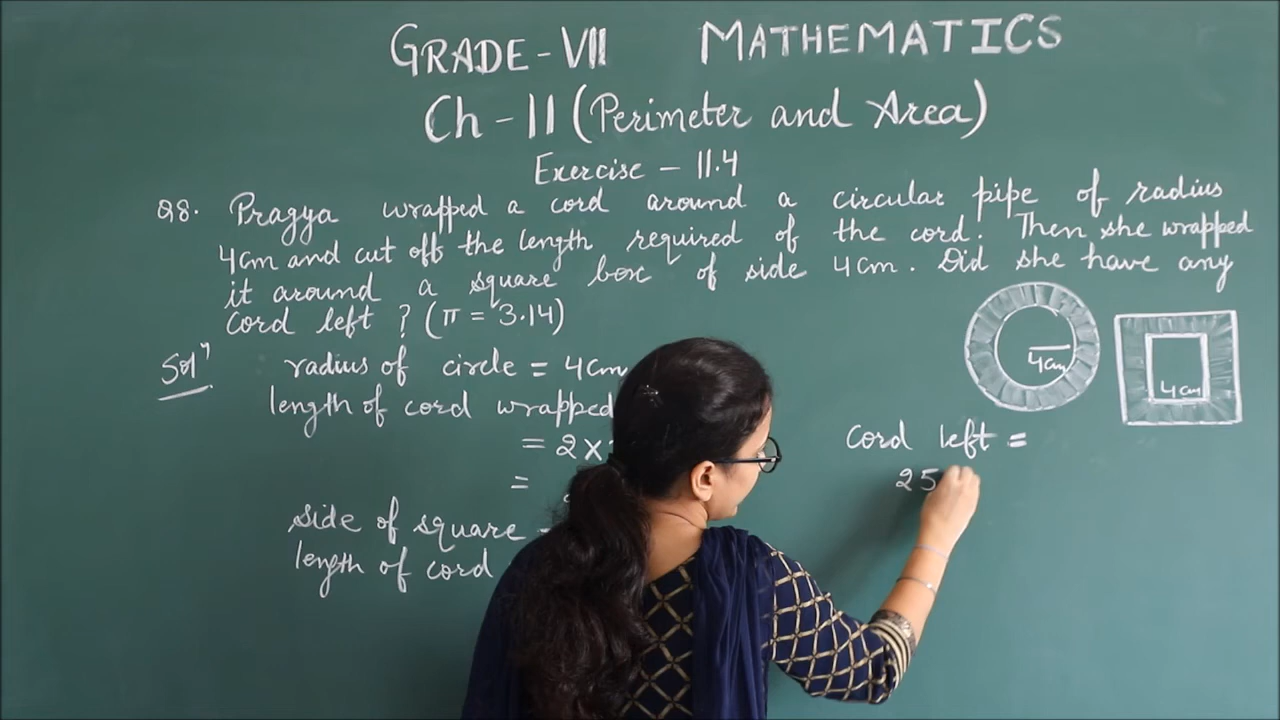 GRADE-VII MATHEMATICS
Ch-11 (Perimeter and Area)
Exercise - 11.4
Q8. Pragya wrapped a cord around a circular pipe of radius
4cm and cut off the length required of the cord. Then she wrapped
it around a square box of side 4cm. Did she have any
cord left? (π = 3.14)
Solⁿ radius of circle = 4cm
length of cord wrapped
= 2×
=
side of square
length of cord
4cm
4cm
Cord left =
25